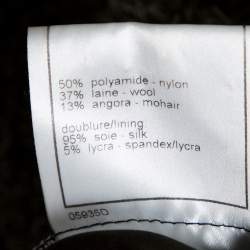 50% polyamide - nylon
37% laine - wool
13% angora - mohair
doublure/lining
95% soie - silk
5% lycra - spandex/lycra
05935D